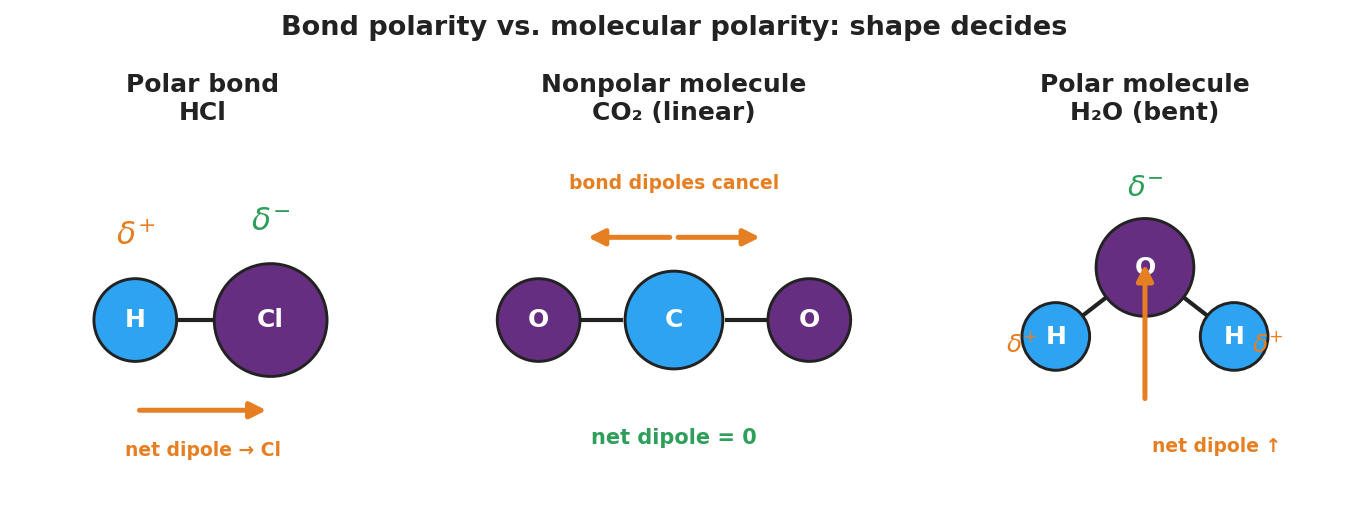 Bond polarity vs. molecular polarity: shape decides
Polar bond
HCl
δ⁺
δ⁻
H
Cl
net dipole → Cl
Nonpolar molecule
CO₂ (linear)
bond dipoles cancel
O
C
O
net dipole = 0
Polar molecule
H₂O (bent)
δ⁻
O
δ⁺
H
H
δ⁺
net dipole ↑